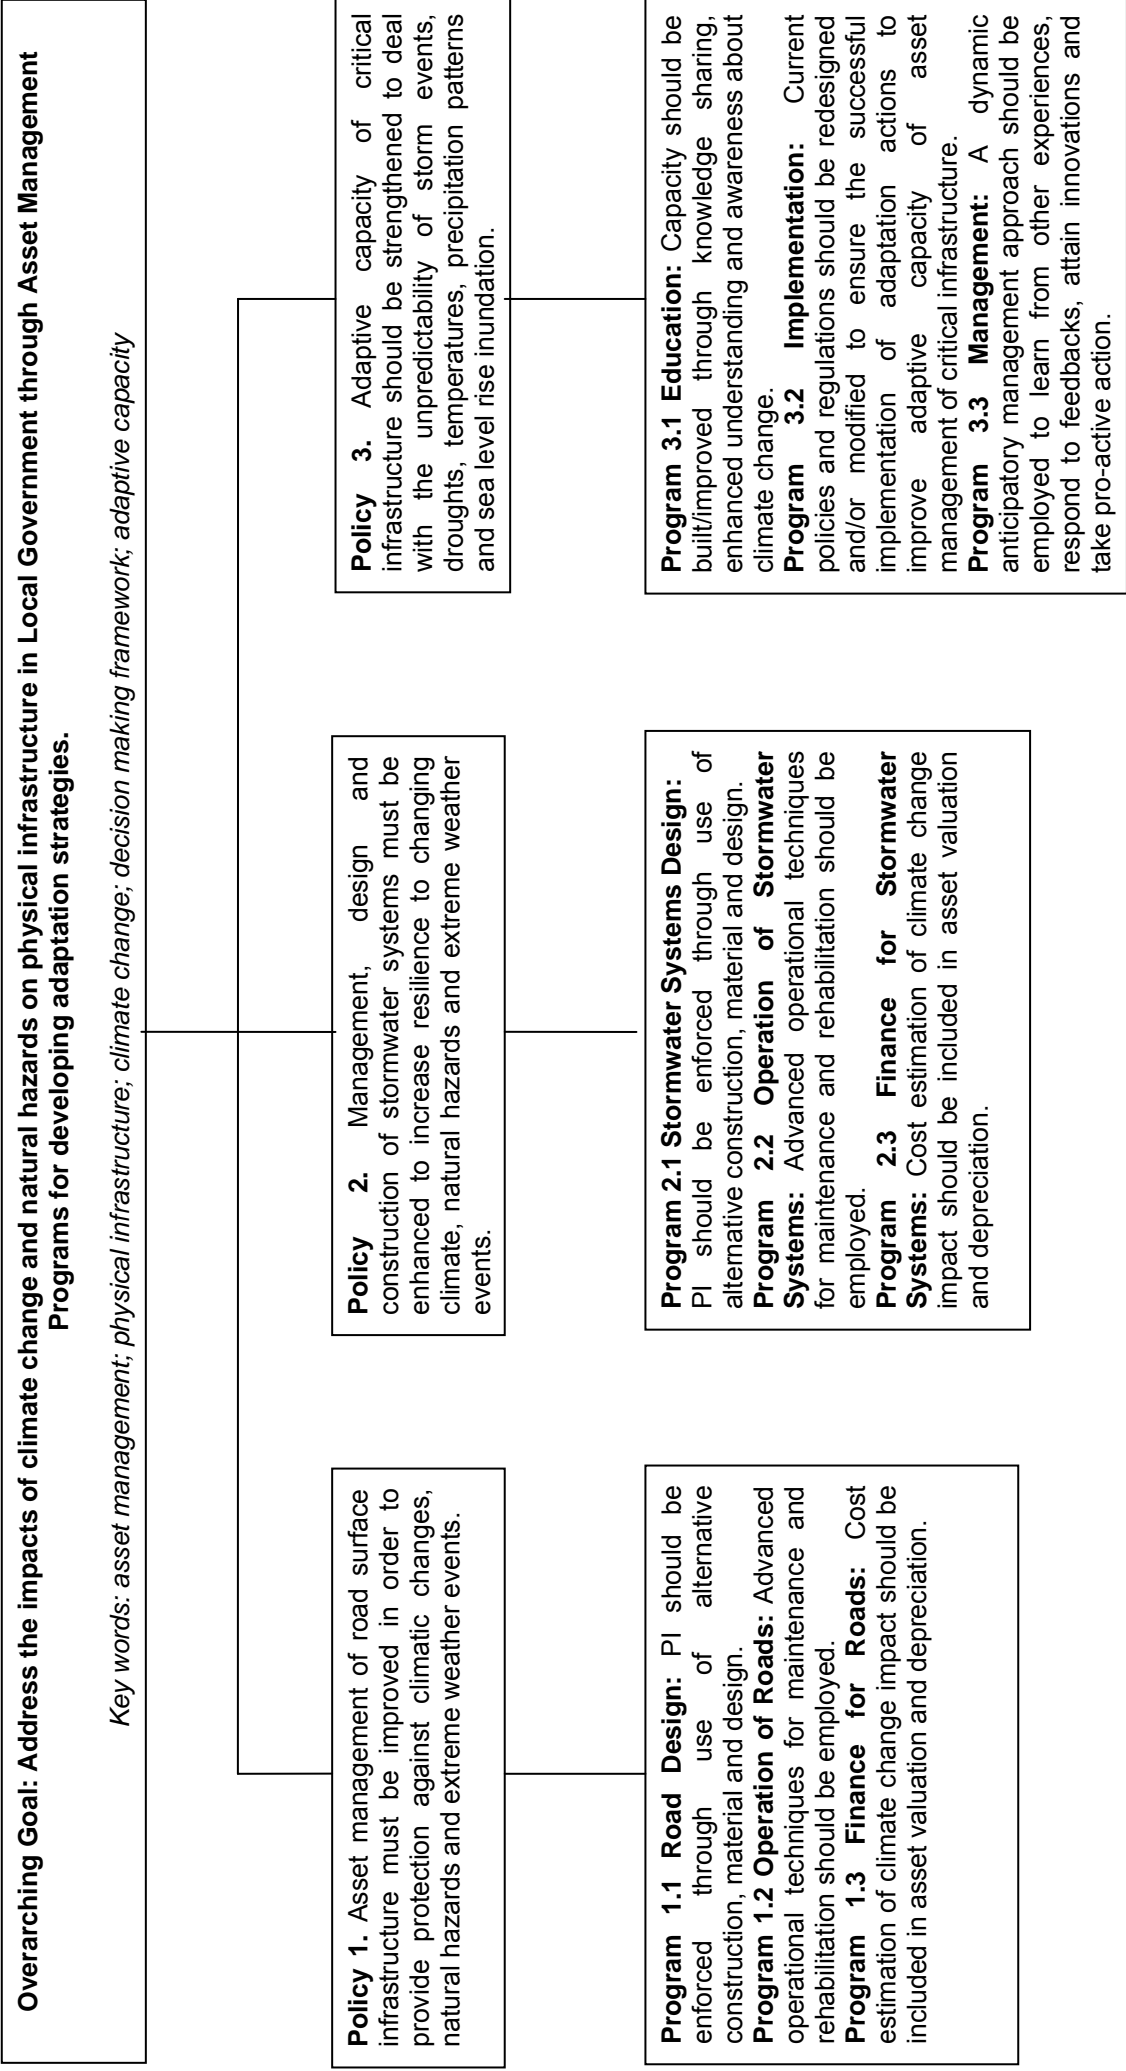 Overarching Goal: Address the impacts of climate change and natural hazards on physical infrastructure in Local Government through Asset Management
Programs for developing adaptation strategies.
Key words: asset management; physical infrastructure; climate change; decision making framework; adaptive capacity
Policy 1. Asset management of road surface
infrastructure must be improved in order to
provide protection against climatic changes,
natural hazards and extreme weather events.
Policy 2. Management, design and
construction of stormwater systems must be
enhanced to increase resilience to changing
climate, natural hazards and extreme weather
events.
Policy 3. Adaptive capacity of critical
infrastructure should be strengthened to deal
with the unpredictability of storm events,
droughts, temperatures, precipitation patterns
and sea level rise inundation.
Program 1.1 Road Design: PI should be
enforced through use of alternative
construction, material and design.
Program 1.2 Operation of Roads: Advanced
operational techniques for maintenance and
rehabilitation should be employed.
Program 1.3 Finance for Roads: Cost
estimation of climate change impact should be
included in asset valuation and depreciation.
Program 2.1 Stormwater Systems Design:
PI should be enforced through use of
alternative construction, material and design.
Program 2.2 Operation of Stormwater
Systems: Advanced operational techniques
for maintenance and rehabilitation should be
employed.
Program 2.3 Finance for Stormwater
Systems: Cost estimation of climate change
impact should be included in asset valuation
and depreciation.
Program 3.1 Education: Capacity should be
built/improved through knowledge sharing,
enhanced understanding and awareness about
climate change.
Program 3.2 Implementation: Current
policies and regulations should be redesigned
and/or modified to ensure the successful
implementation of adaptation actions to
improve adaptive capacity of asset
management of critical infrastructure.
Program 3.3 Management: A dynamic
anticipatory management approach should be
employed to learn from other experiences,
respond to feedbacks, attain innovations and
take pro-active action.